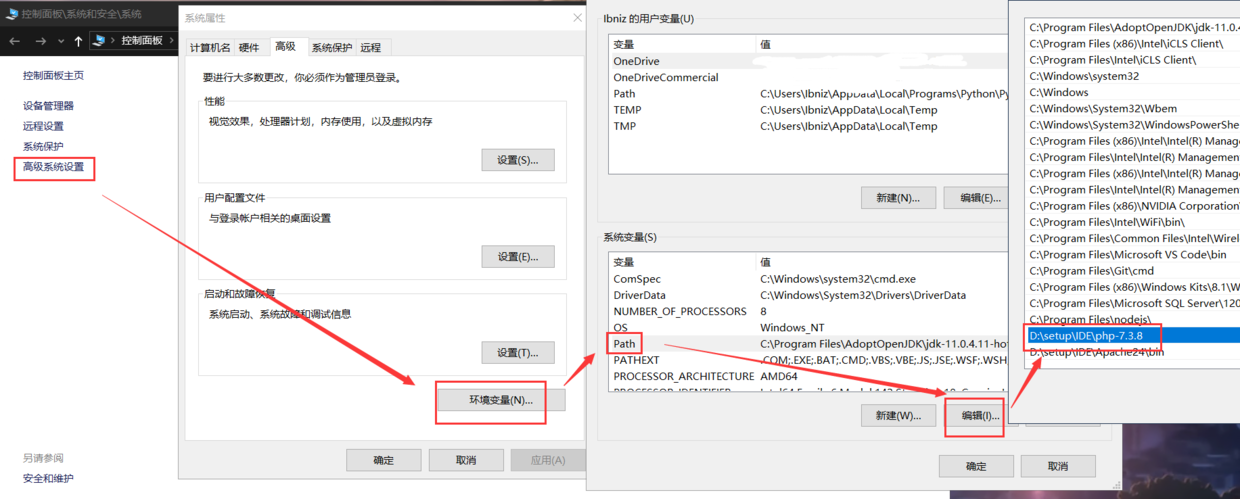 控制面板\系统和安全\系统
控制面板
控制面板主页
设备管理器
远程设置
系统保护
高级系统设置
另请参阅
安全和维护
系统属性
计算机名 硬件 高级 系统保护 远程
要进行大多数更改，你必须作为管理员登录。
性能
视觉效果，处理器计划，内存使用，以及虚拟内存
设置(S)...
用户配置文件
与登录帐户相关的桌面设置
设置(E)...
启动和故障恢复
系统启动、系统故障和调试信息
设置(T)...
环境变量(N)...
确定 取消 应用(A)
Ibniz 的用户变量(U)
变量 值
OneDrive
OneDriveCommercial
Path C:\Users\Ibniz\AppData\Local\Programs\Python\Py
TEMP C:\Users\Ibniz\AppData\Local\Temp
TMP C:\Users\Ibniz\AppData\Local\Temp
新建(N)... 编辑(E)...
系统变量(S)
变量 值
ComSpec C:\Windows\system32\cmd.exe
DriverData C:\Windows\System32\Drivers\DriverData
NUMBER_OF_PROCESSORS 8
OS Windows_NT
Path C:\Program Files\AdoptOpenJDK\jdk-11.0.4.11-ho
PATHEXT .COM;.EXE;.BAT;.CMD;.VBS;.VBE;.JS;.JSE;.WSF;.WSH
PROCESSOR_ARCHITECTURE AMD64
新建(W)... 编辑(I)...
确定 取消
C:\Program Files\AdoptOpenJDK\jdk-11.0.4
C:\Program Files (x86)\Intel\iCLS Client\
C:\Program Files\Intel\iCLS Client\
C:\Windows\system32
C:\Windows
C:\Windows\System32\Wbem
C:\Windows\System32\WindowsPowerShe
C:\Program Files (x86)\Intel\Intel(R) Manag
C:\Program Files\Intel\Intel(R) Management
C:\Program Files (x86)\Intel\Intel(R) Manag
C:\Program Files\Intel\Intel(R) Management
C:\Program Files (x86)\NVIDIA Corporation\
C:\Program Files\Intel\WiFi\bin\
C:\Program Files\Common Files\Intel\Wirel
C:\Program Files\Microsoft VS Code\bin
C:\Program Files\Git\cmd
C:\Program Files (x86)\Windows Kits\8.1\W
C:\Program Files\Microsoft SQL Server\120
C:\Program Files\nodejs\
D:\setup\IDE\php-7.3.8
D:\setup\IDE\Apache24\bin